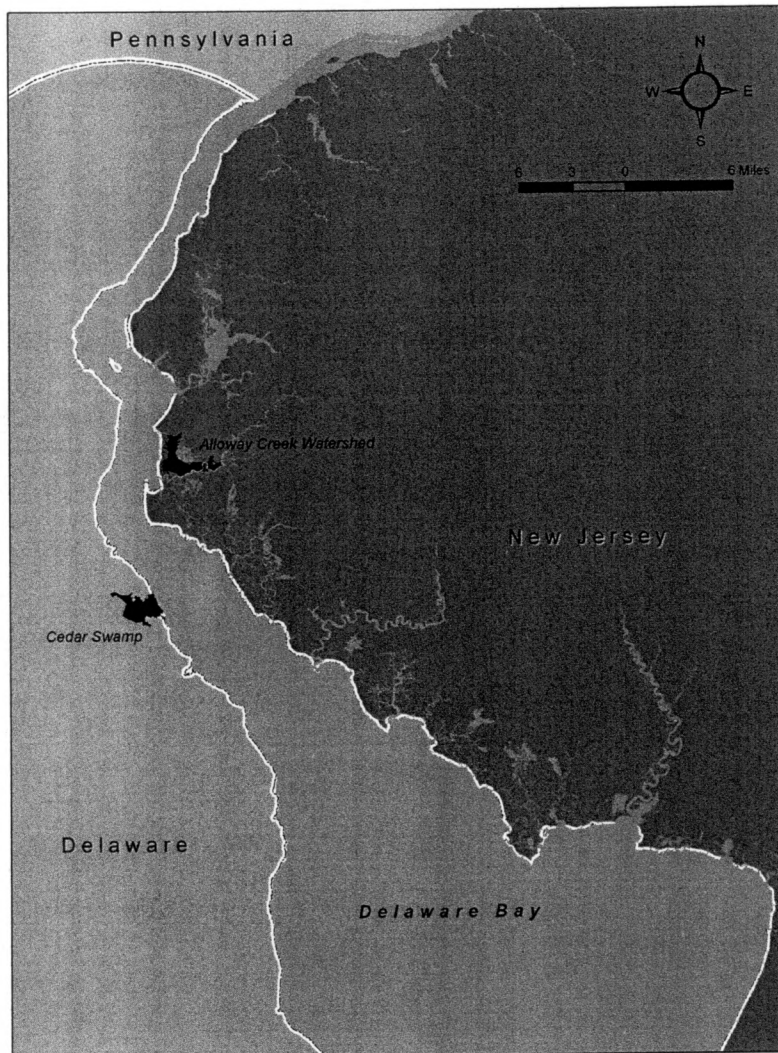 Pennsylvania
N
W E
S
6 3 0 6 Miles
Alloway Creek Watershed
New Jersey
Cedar Swamp
Delaware
Delaware Bay